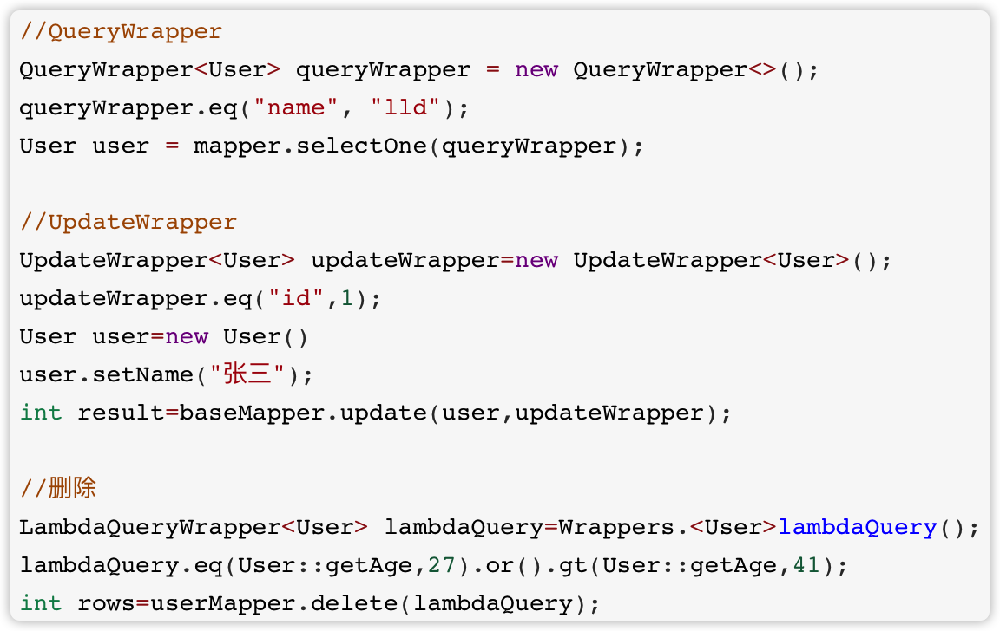 //QueryWrapper
QueryWrapper<User> queryWrapper = new QueryWrapper<>();
queryWrapper.eq("name", "lld");
User user = mapper.selectOne(queryWrapper);
//UpdateWrapper
UpdateWrapper<User> updateWrapper=new UpdateWrapper<User>();
updateWrapper.eq("id",1);
User user=new User()
user.setName("张三");
int result=baseMapper.update(user,updateWrapper);
//删除
LambdaQueryWrapper<User> lambdaQuery=Wrappers.<User>lambdaQuery();
lambdaQuery.eq(User::getAge,27).or().gt(User::getAge,41);
int rows=userMapper.delete(lambdaQuery);